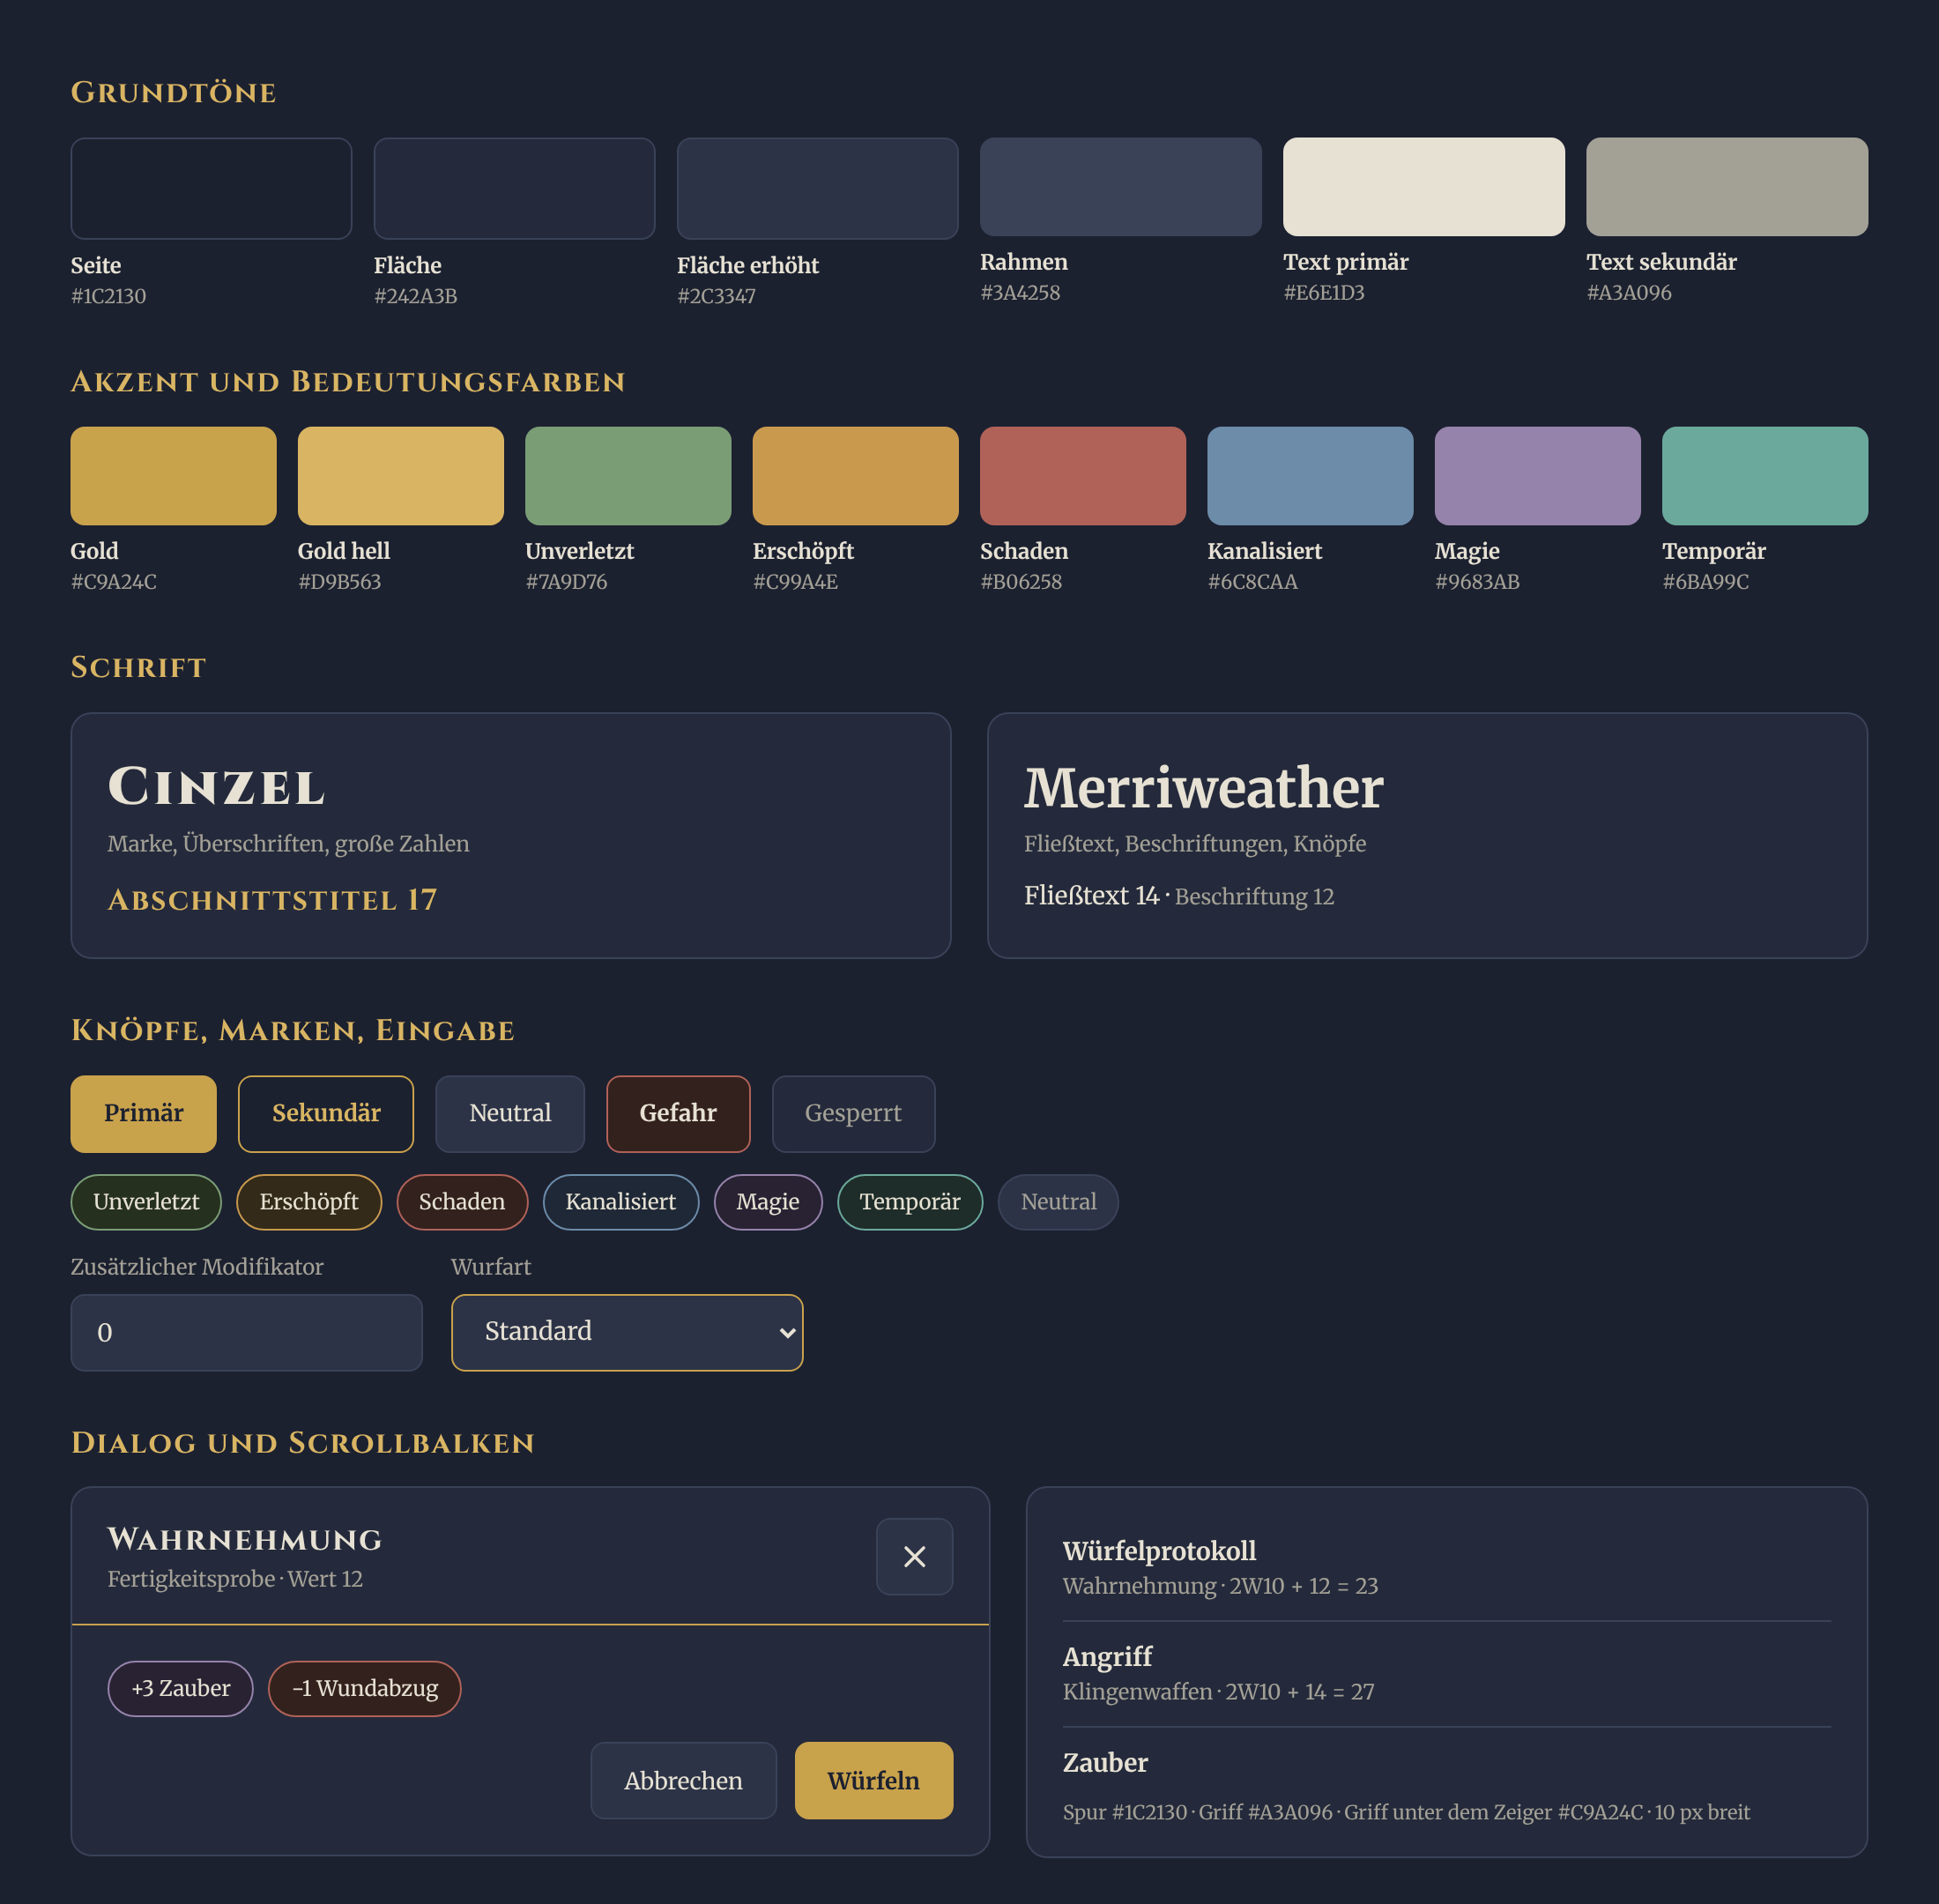 Grundtöne
Seite
#1C2130
Fläche
#242A3B
Fläche erhöht
#2C3347
Rahmen
#3A4258
Text primär
#E6E1D3
Text sekundär
#A3A096
Akzent und Bedeutungsfarben
Gold
#C9A24C
Gold hell
#D9B563
Unverletzt
#7A9D76
Erschöpft
#C99A4E
Schaden
#B06258
Kanalisiert
#6C8CAA
Magie
#9683AB
Temporär
#6BA99C
Schrift
Cinzel
Marke, Überschriften, große Zahlen
Abschnittstitel 17
Merriweather
Fließtext, Beschriftungen, Knöpfe
Fließtext 14 · Beschriftung 12
Knöpfe, Marken, Eingabe
Primär
Sekundär
Neutral
Gefahr
Gesperrt
Unverletzt
Erschöpft
Schaden
Kanalisiert
Magie
Temporär
Neutral
Zusätzlicher Modifikator
0
Wurfart
Standard
Dialog und Scrollbalken
Wahrnehmung
Fertigkeitsprobe · Wert 12
+3 Zauber
−1 Wundabzug
Abbrechen
Würfeln
Würfelprotokoll
Wahrnehmung · 2W10 + 12 = 23
Angriff
Klingenwaffen · 2W10 + 14 = 27
Zauber
Spur #1C2130 · Griff #A3A096 · Griff unter dem Zeiger #C9A24C · 10 px breit